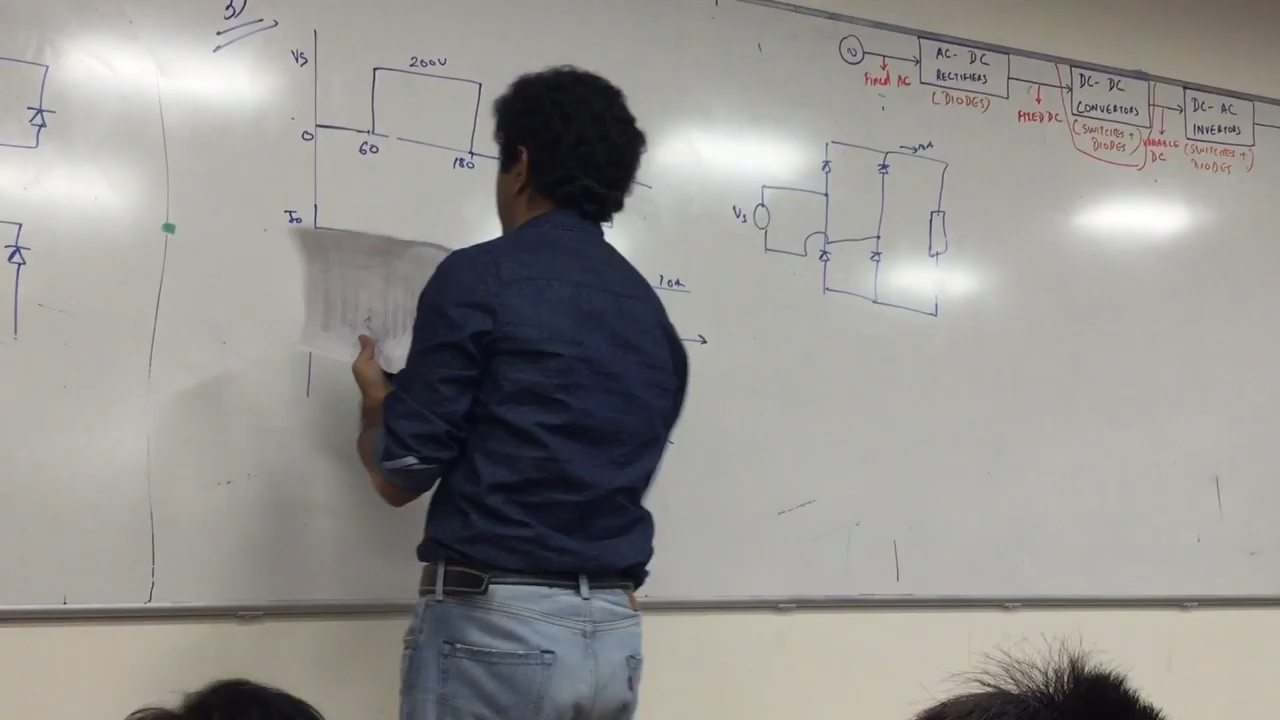 3)
VS
200V
0
60
180
Io
10A
Vs
AC-DC
RECTIFIERS
(DIODES)
FIXED AC
FIXED DC
DC-DC
CONVERTORS
(SWITCHES +
DIODES)
VARIABLE
DC
DC-AC
INVERTORS
(SWITCHES +
DIODES)